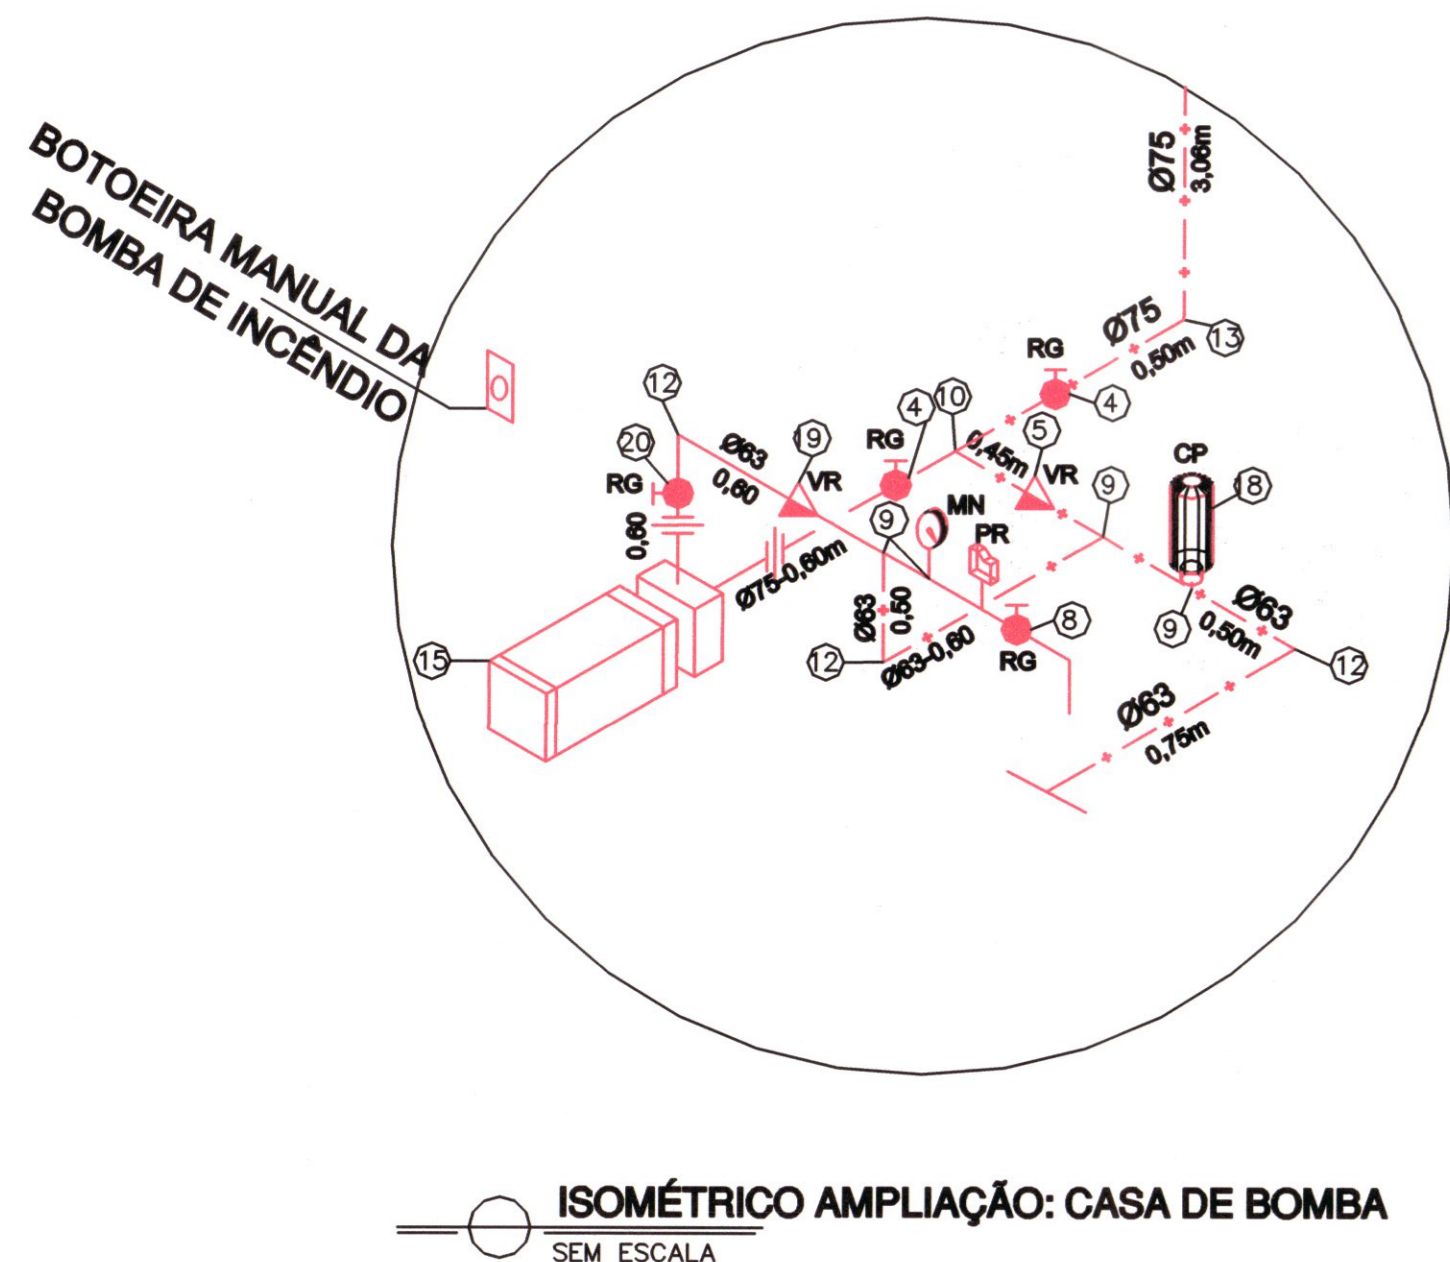 BOTOEIRA MANUAL DA
BOMBA DE INCÊNDIO
Ø75
3,06m
13
Ø75
0,50m
RG
4
12
4
10
5
20
Ø63
0,60
19
VR
RG
0,45m
VR
9
CP
18
RG
0,60
9
MN
PR
Ø75-0,60m
Ø63
0,50
8
RG
9
Ø63
0,50m
15
12
Ø63-0,60
12
Ø63
0,75m
ISOMÉTRICO AMPLIAÇÃO: CASA DE BOMBA
SEM ESCALA